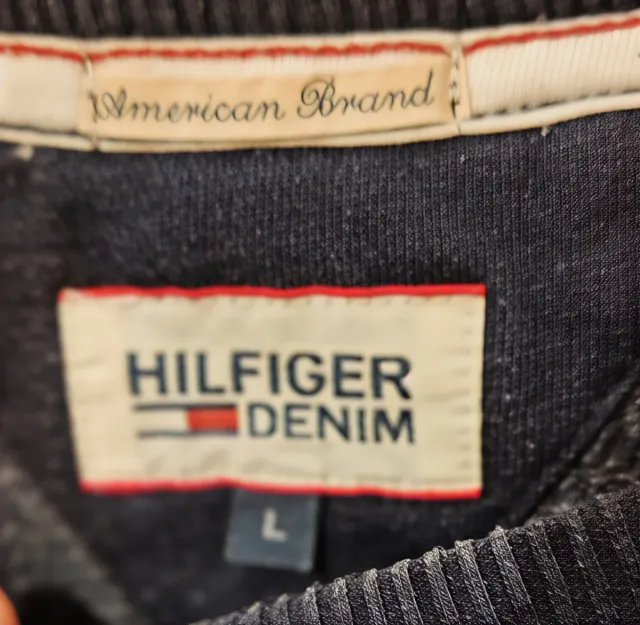 American Brand
HILFIGER
DENIM
L